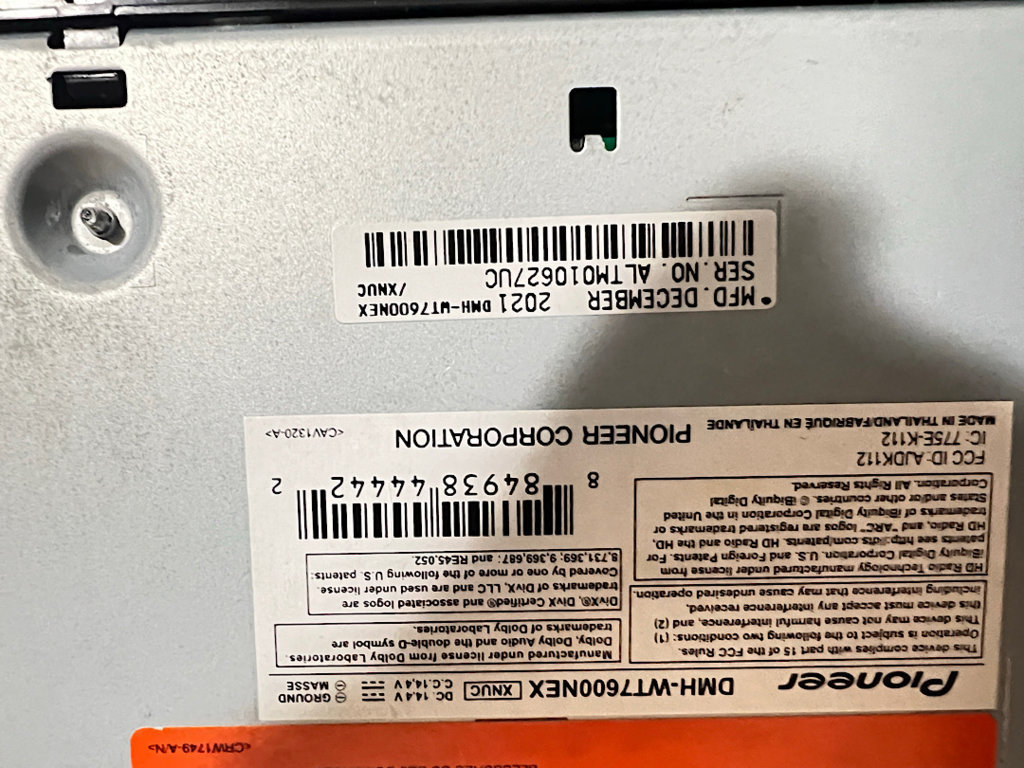 <CRW1749-A/N>
Pioneer DMH-WT7600NEX XNUC DC 14.4 V GROUND
C.C. 14,4 V MASSE
This device complies with part 15 of the FCC Rules.
Operation is subject to the following two conditions: (1)
This device may not cause harmful interference, and (2)
this device must accept any interference received,
including interference that may cause undesired operation.
HD Radio Technology manufactured under license from
iBiquity Digital Corporation. U.S. and Foreign Patents. For
patents see http://dts.com/patents. HD Radio and the HD,
HD Radio, and "ARC" logos are registered trademarks or
trademarks of iBiquity Digital Corporation in the United
States and/or other countries. © iBiquity Digital
Corporation. All Rights Reserved.
Manufactured under license from Dolby Laboratories.
Dolby, Dolby Audio and the double-D symbol are
trademarks of Dolby Laboratories.
DivX®, DivX Certified® and associated logos are
trademarks of DivX, LLC and are used under license.
Covered by one or more of the following U.S. patents:
8,731,369; 9,369,687; and RE45,052.
8 84938 44442 2
FCC ID: AJDK112
IC: 775E-K112
MADE IN THAILAND/FABRIQUÉ EN THAÏLANDE PIONEER CORPORATION <CAV1320-A>
• MFD. DECEMBER 2021 DMH-WT7600NEX
SER. NO. ALTM010627UC /XNUC